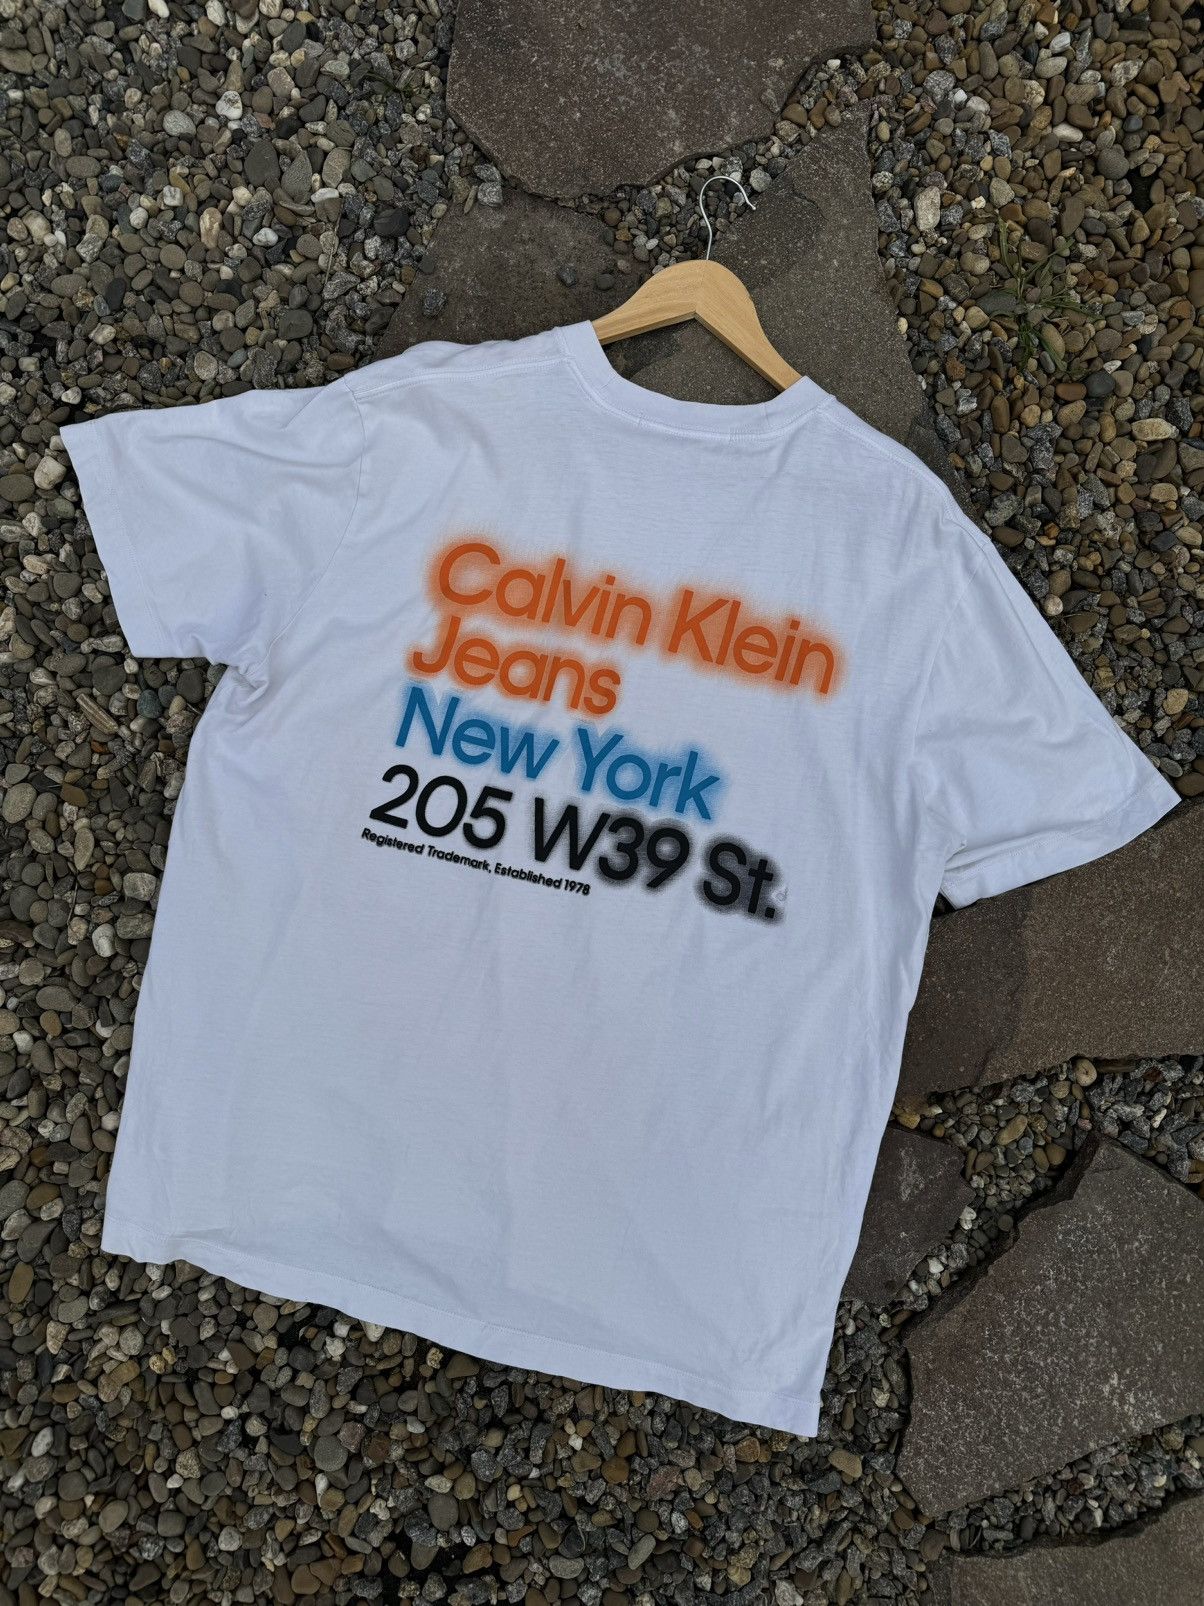 Calvin Klein
Jeans
New York
205 W39 St.
Registered Trademark, Established 1978